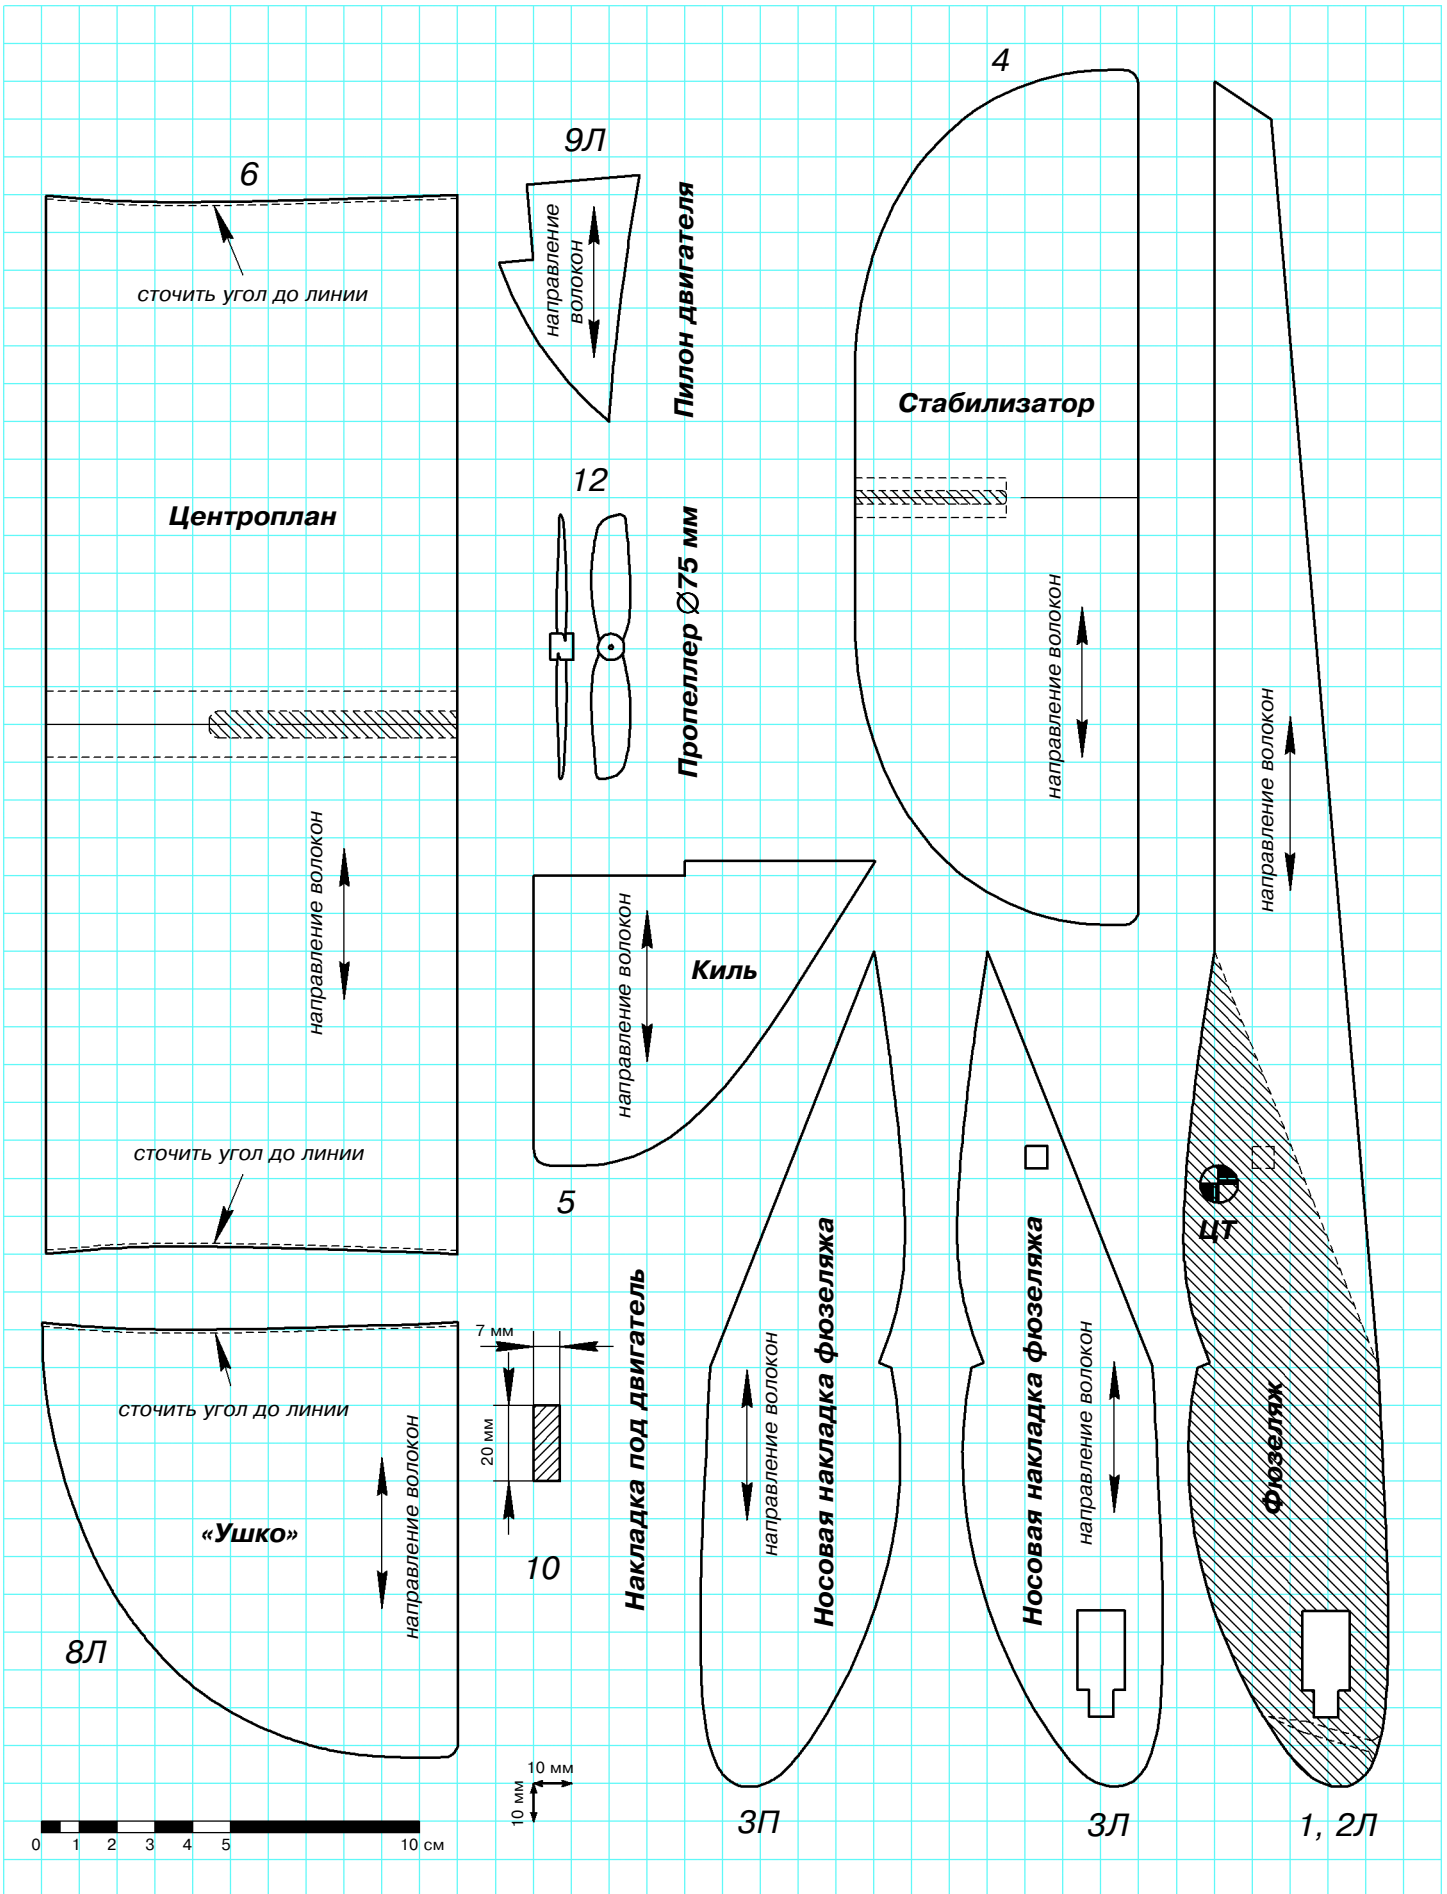 4
9Л
6
направление
волокон
Пилон двигателя
сточить угол до линии
Стабилизатор
12
Центроплан
Пропеллер ∅75 мм
направление волокон
направление волокон
направление волокон
направление волокон
Киль
сточить угол до линии
5
ЦТ
Носовая накладка фюзеляжа
Носовая накладка фюзеляжа
Накладка под двигатель
7 мм
направление волокон
направление волокон
Фюзеляж
сточить угол до линии
20 мм
направление волокон
«Ушко»
10
8Л
10 мм
10 мм
3П
3Л
1, 2Л
0 1 2 3 4 5 10 см